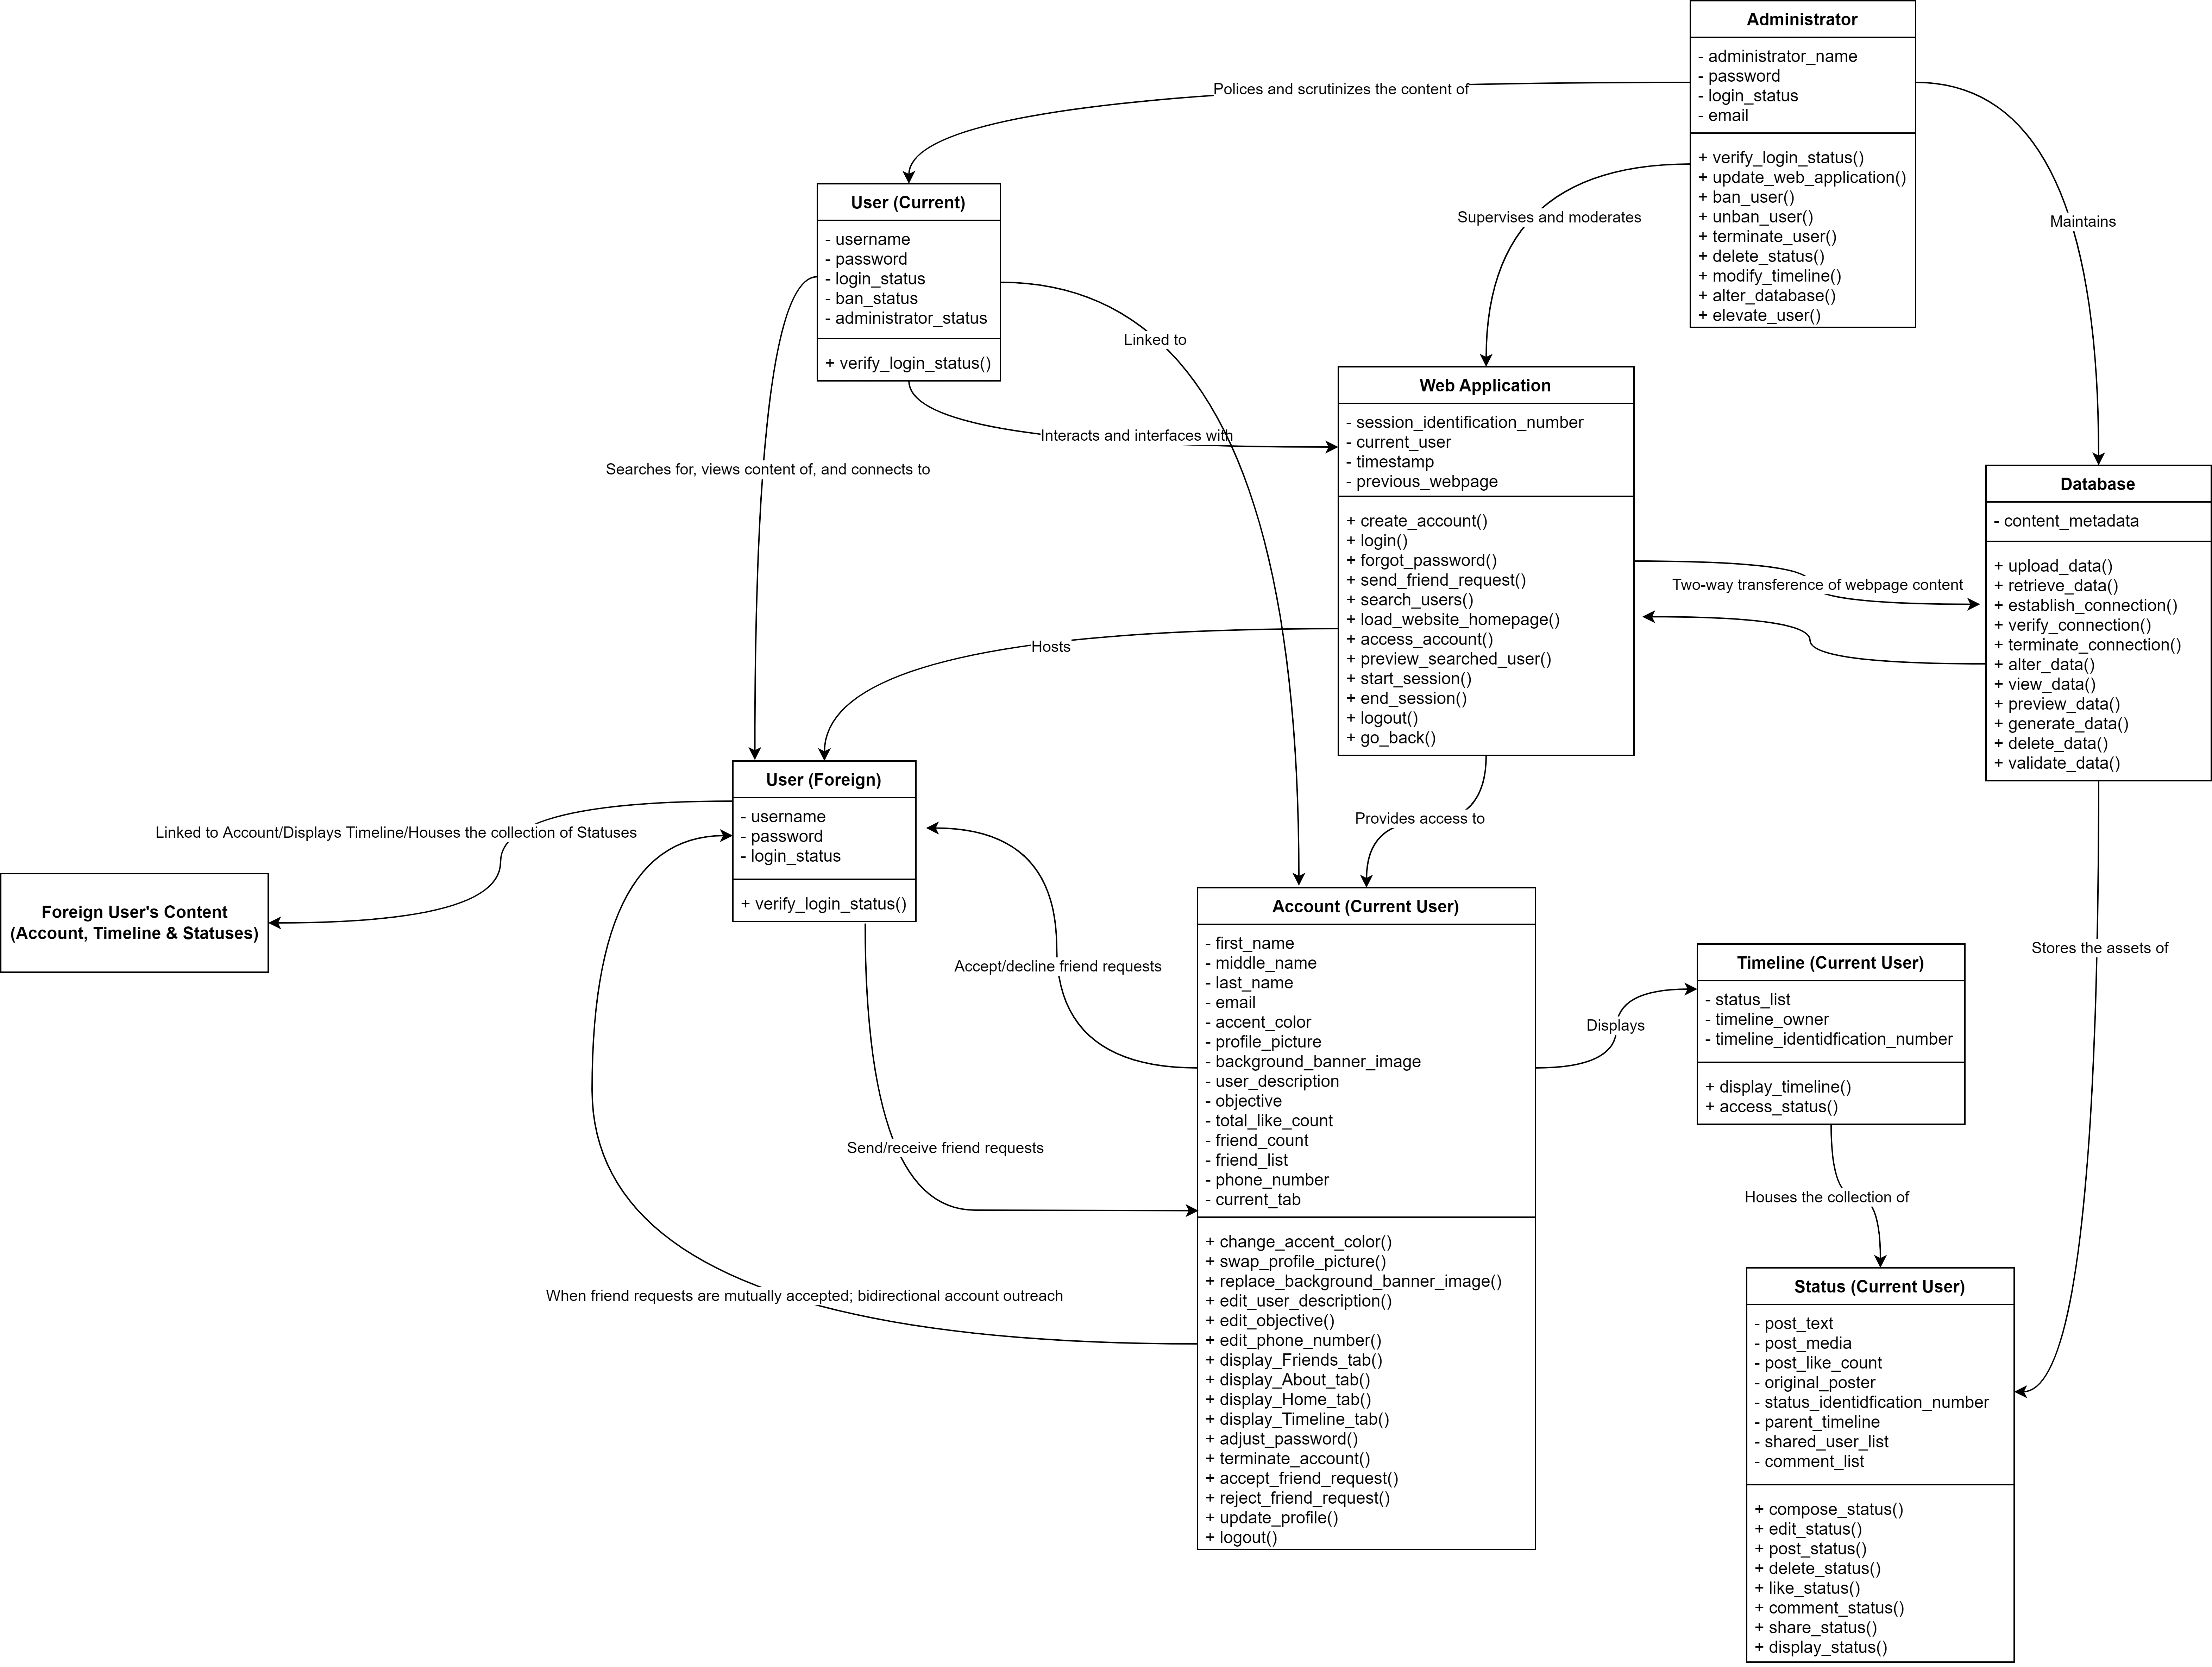 Administrator
- administrator_name
- password
- login_status
- email
+ verify_login_status()
+ update_web_application()
+ ban_user()
+ unban_user()
+ terminate_user()
+ delete_status()
+ modify_timeline()
+ alter_database()
+ elevate_user()
Polices and scrutinizes the content of
Supervises and moderates
Maintains
User (Current)
- username
- password
- login_status
- ban_status
- administrator_status
+ verify_login_status()
Linked to
Interacts and interfaces with
Searches for, views content of, and connects to
Web Application
- session_identification_number
- current_user
- timestamp
- previous_webpage
+ create_account()
+ login()
+ forgot_password()
+ send_friend_request()
+ search_users()
+ load_website_homepage()
+ access_account()
+ preview_searched_user()
+ start_session()
+ end_session()
+ logout()
+ go_back()
Database
- content_metadata
+ upload_data()
+ retrieve_data()
+ establish_connection()
+ verify_connection()
+ terminate_connection()
+ alter_data()
+ view_data()
+ preview_data()
+ generate_data()
+ delete_data()
+ validate_data()
Two-way transference of webpage content
Hosts
Provides access to
Stores the assets of
User (Foreign)
- username
- password
- login_status
+ verify_login_status()
Linked to Account/Displays Timeline/Houses the collection of Statuses
Foreign User's Content
(Account, Timeline & Statuses)
Accept/decline friend requests
Send/receive friend requests
When friend requests are mutually accepted; bidirectional account outreach
Account (Current User)
- first_name
- middle_name
- last_name
- email
- accent_color
- profile_picture
- background_banner_image
- user_description
- objective
- total_like_count
- friend_count
- friend_list
- phone_number
- current_tab
+ change_accent_color()
+ swap_profile_picture()
+ replace_background_banner_image()
+ edit_user_description()
+ edit_objective()
+ edit_phone_number()
+ display_Friends_tab()
+ display_About_tab()
+ display_Home_tab()
+ display_Timeline_tab()
+ adjust_password()
+ terminate_account()
+ accept_friend_request()
+ reject_friend_request()
+ update_profile()
+ logout()
Displays
Timeline (Current User)
- status_list
- timeline_owner
- timeline_identidfication_number
+ display_timeline()
+ access_status()
Houses the collection of
Status (Current User)
- post_text
- post_media
- post_like_count
- original_poster
- status_identidfication_number
- parent_timeline
- shared_user_list
- comment_list
+ compose_status()
+ edit_status()
+ post_status()
+ delete_status()
+ like_status()
+ comment_status()
+ share_status()
+ display_status()